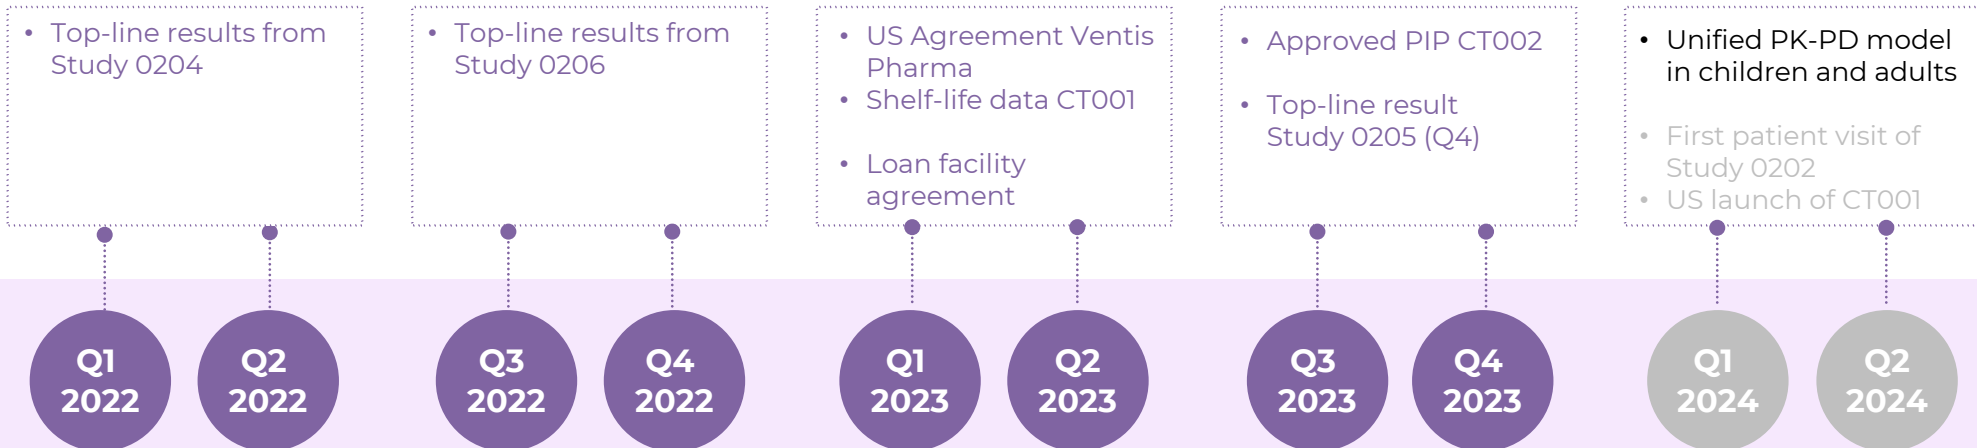 • Top-line results from
Study 0204
• Top-line results from
Study 0206
• US Agreement Ventis
Pharma
• Shelf-life data CT001
• Loan facility
agreement
• Approved PIP CT002
• Top-line result
Study 0205 (Q4)
• Unified PK-PD model
in children and adults
• First patient visit of
Study 0202
• US launch of CT001
Q1
2022
Q2
2022
Q3
2022
Q4
2022
Q1
2023
Q2
2023
Q3
2023
Q4
2023
Q1
2024
Q2
2024